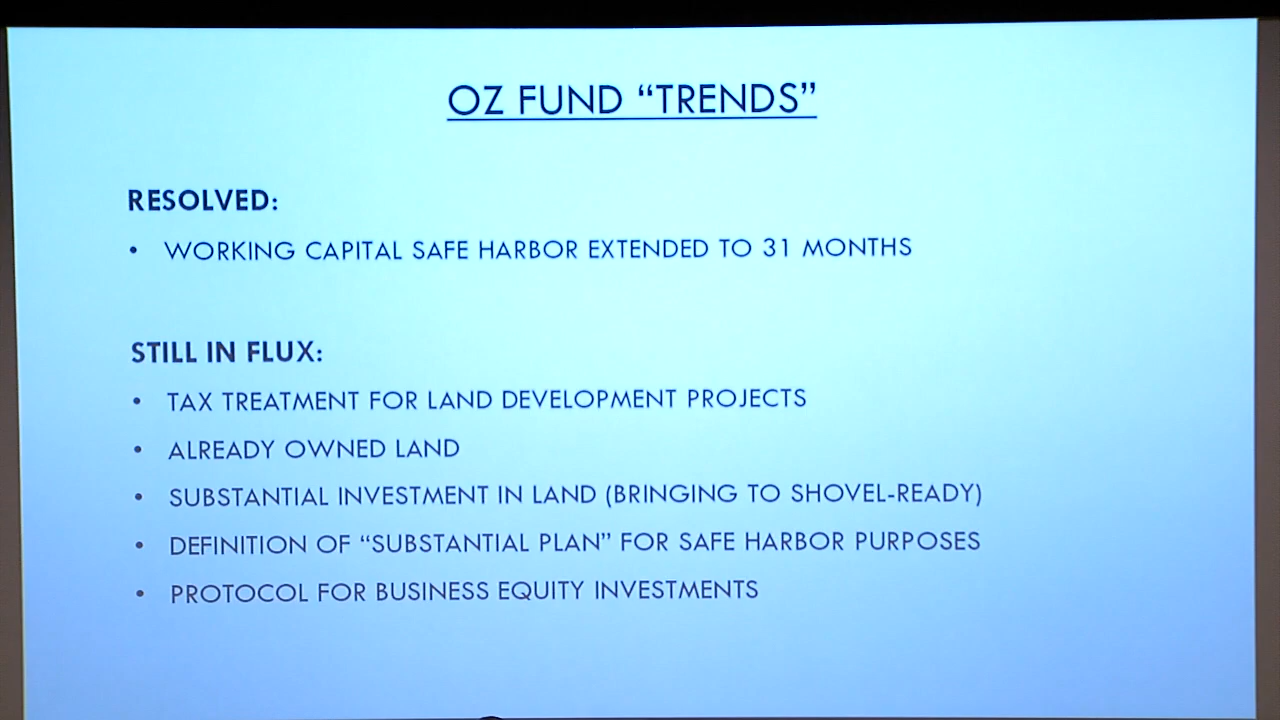 OZ FUND “TRENDS”
RESOLVED:
• WORKING CAPITAL SAFE HARBOR EXTENDED TO 31 MONTHS
STILL IN FLUX:
• TAX TREATMENT FOR LAND DEVELOPMENT PROJECTS
• ALREADY OWNED LAND
• SUBSTANTIAL INVESTMENT IN LAND (BRINGING TO SHOVEL-READY)
• DEFINITION OF “SUBSTANTIAL PLAN” FOR SAFE HARBOR PURPOSES
• PROTOCOL FOR BUSINESS EQUITY INVESTMENTS